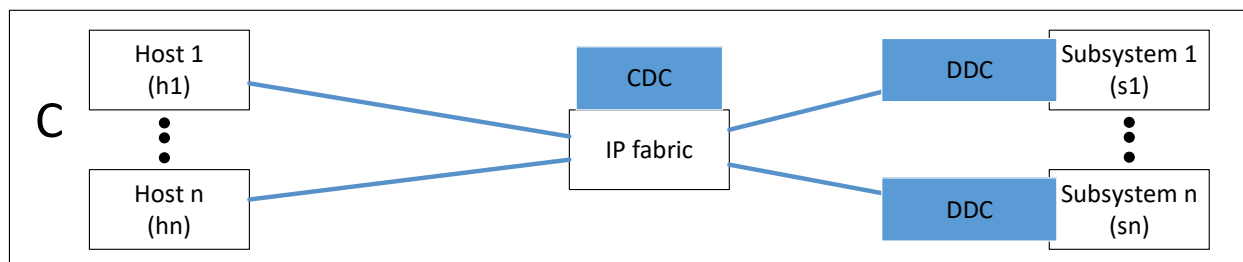 C
Host 1
(h1)
Host n
(hn)
CDC
IP fabric
DDC
Subsystem 1
(s1)
DDC
Subsystem n
(sn)